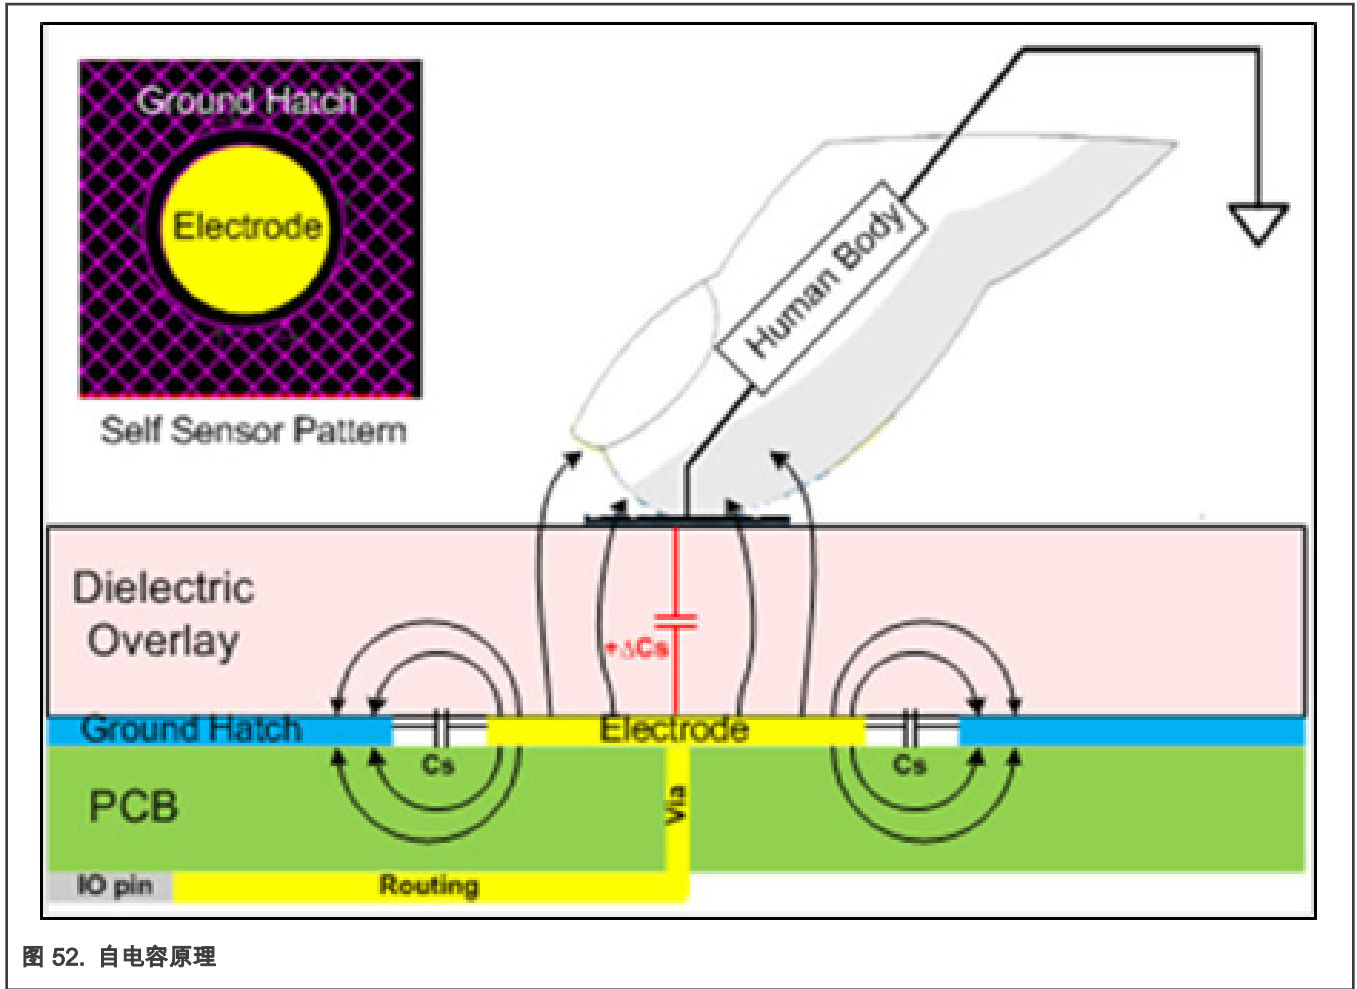 Ground Hatch
Electrode
Self Sensor Pattern
Human Body
Dielectric
Overlay
+ΔCs
Ground Hatch
Electrode
Cs
Cs
PCB
Via
IO pin
Routing
图 52. 自电容原理